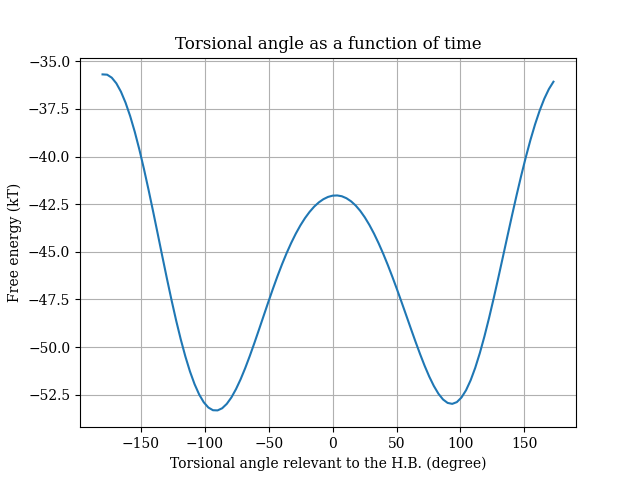 Torsional angle as a function of time
Free energy (kT)
−35.0
−37.5
−40.0
−42.5
−45.0
−47.5
−50.0
−52.5
−150 −100 −50 0 50 100 150
Torsional angle relevant to the H.B. (degree)